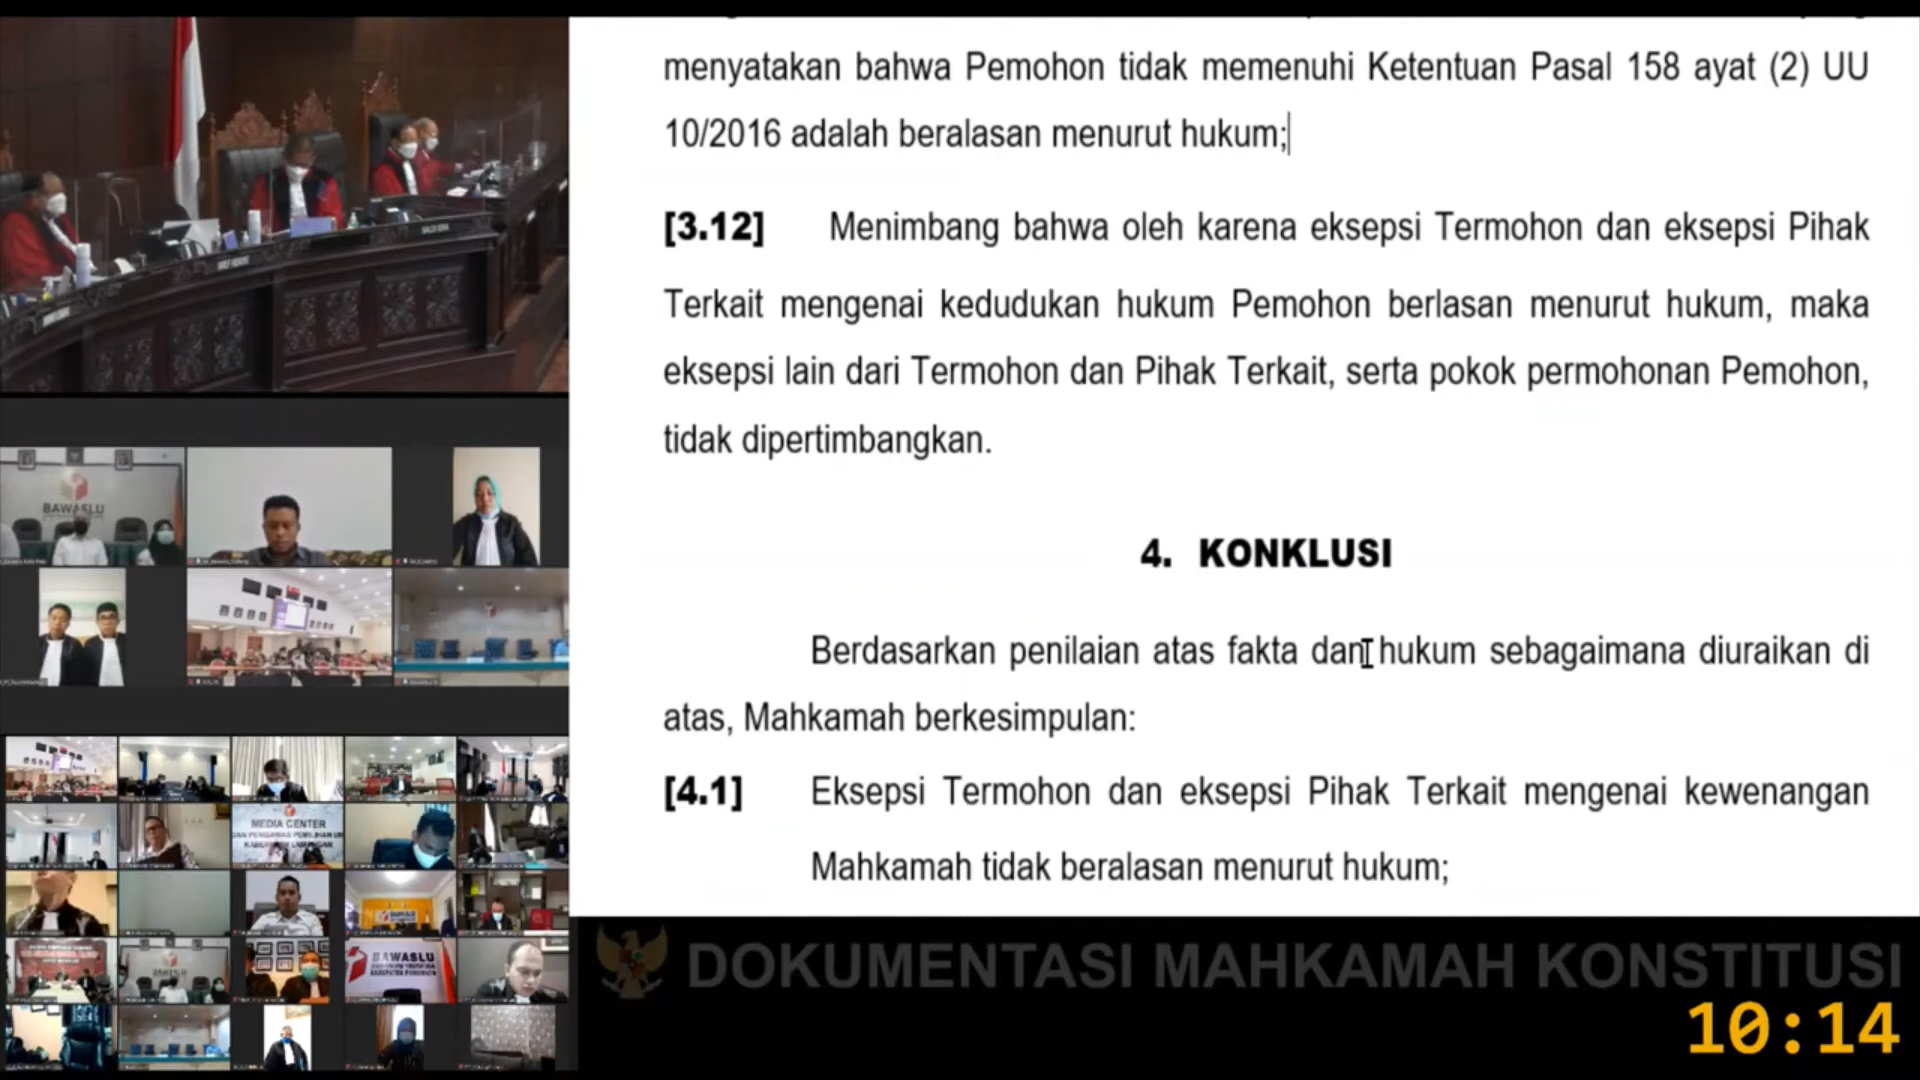 menyatakan bahwa Pemohon tidak memenuhi Ketentuan Pasal 158 ayat (2) UU
10/2016 adalah beralasan menurut hukum;
[3.12] Menimbang bahwa oleh karena eksepsi Termohon dan eksepsi Pihak
Terkait mengenai kedudukan hukum Pemohon berlasan menurut hukum, maka
eksepsi lain dari Termohon dan Pihak Terkait, serta pokok permohonan Pemohon,
tidak dipertimbangkan.
4. KONKLUSI
Berdasarkan penilaian atas fakta dan hukum sebagaimana diuraikan di
atas, Mahkamah berkesimpulan:
[4.1] Eksepsi Termohon dan eksepsi Pihak Terkait mengenai kewenangan
Mahkamah tidak beralasan menurut hukum;
DOKUMENTASI MAHKAMAH KONSTITUSI
10:14
BAWASLU
MEDIA CENTER
BAWASLU
BAWASLU